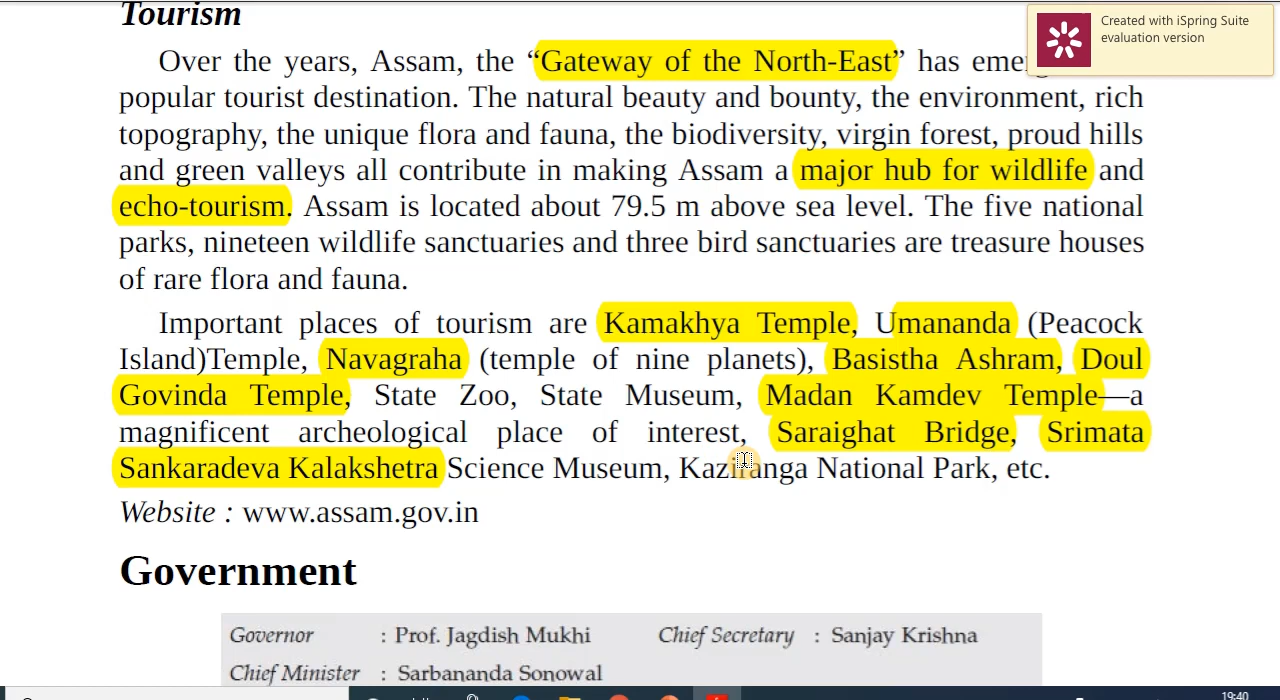 Tourism
Created with iSpring Suite
evaluation version
Over the years, Assam, the “Gateway of the North-East” has
popular tourist destination. The natural beauty and bounty, the environment, rich
topography, the unique flora and fauna, the biodiversity, virgin forest, proud hills
and green valleys all contribute in making Assam a major hub for wildlife and
echo-tourism. Assam is located about 79.5 m above sea level. The five national
parks, nineteen wildlife sanctuaries and three bird sanctuaries are treasure houses
of rare flora and fauna.
Important places of tourism are Kamakhya Temple, Umananda (Peacock
Island)Temple, Navagraha (temple of nine planets), Basistha Ashram, Doul
Govinda Temple, State Zoo, State Museum, Madan Kamdev Temple—a
magnificent archeological place of interest, Saraighat Bridge, Srimata
Sankaradeva Kalakshetra Science Museum, Kaziranga National Park, etc.
Website : www.assam.gov.in
Government
Governor : Prof. Jagdish Mukhi Chief Secretary : Sanjay Krishna
Chief Minister : Sarbananda Sonowal
19:40